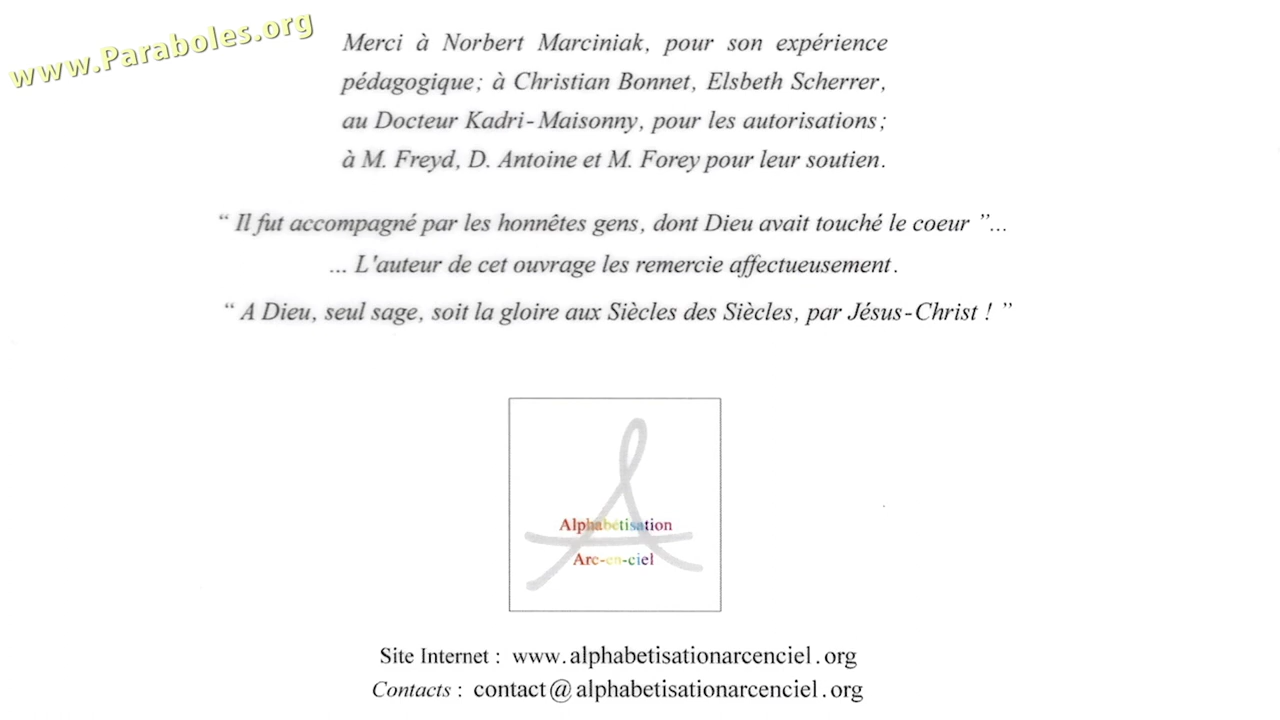 www.Paraboles.org
Merci à Norbert Marciniak, pour son expérience
pédagogique; à Christian Bonnet, Elsbeth Scherrer,
au Docteur Kadri-Maisonny, pour les autorisations;
à M. Freyd, D. Antoine et M. Forey pour leur soutien.
“ Il fut accompagné par les honnêtes gens, dont Dieu avait touché le coeur ”...
... L'auteur de cet ouvrage les remercie affectueusement.
“ A Dieu, seul sage, soit la gloire aux Siècles des Siècles, par Jésus-Christ ! ”
Alphabétisation
Arc-en-ciel
Site Internet : www.alphabetisationarcenciel.org
Contacts : contact@alphabetisationarcenciel.org